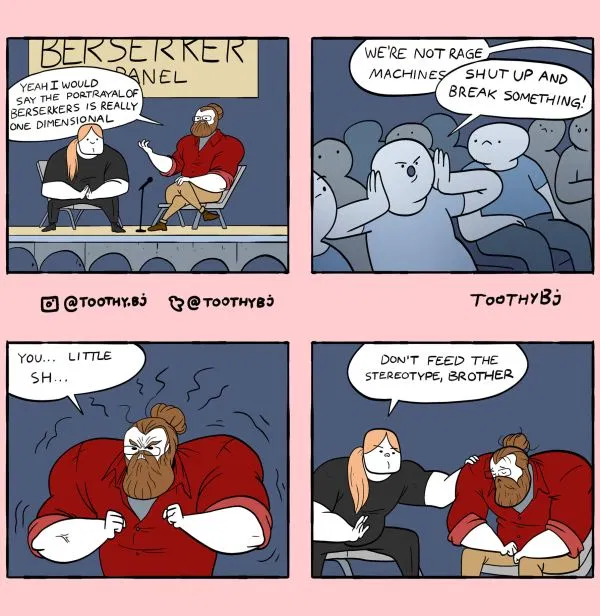 BERSERKER
PANEL
YEAH I WOULD
SAY THE PORTRAYAL OF
BERSERKERS IS REALLY
ONE DIMENSIONAL
WE'RE NOT RAGE
MACHINES
SHUT UP AND
BREAK SOMETHING!
@TOOTHY.BJ
@TOOTHYBJ
TOOTHYBJ
YOU... LITTLE
SH...
DON'T FEED THE
STEREOTYPE, BROTHER